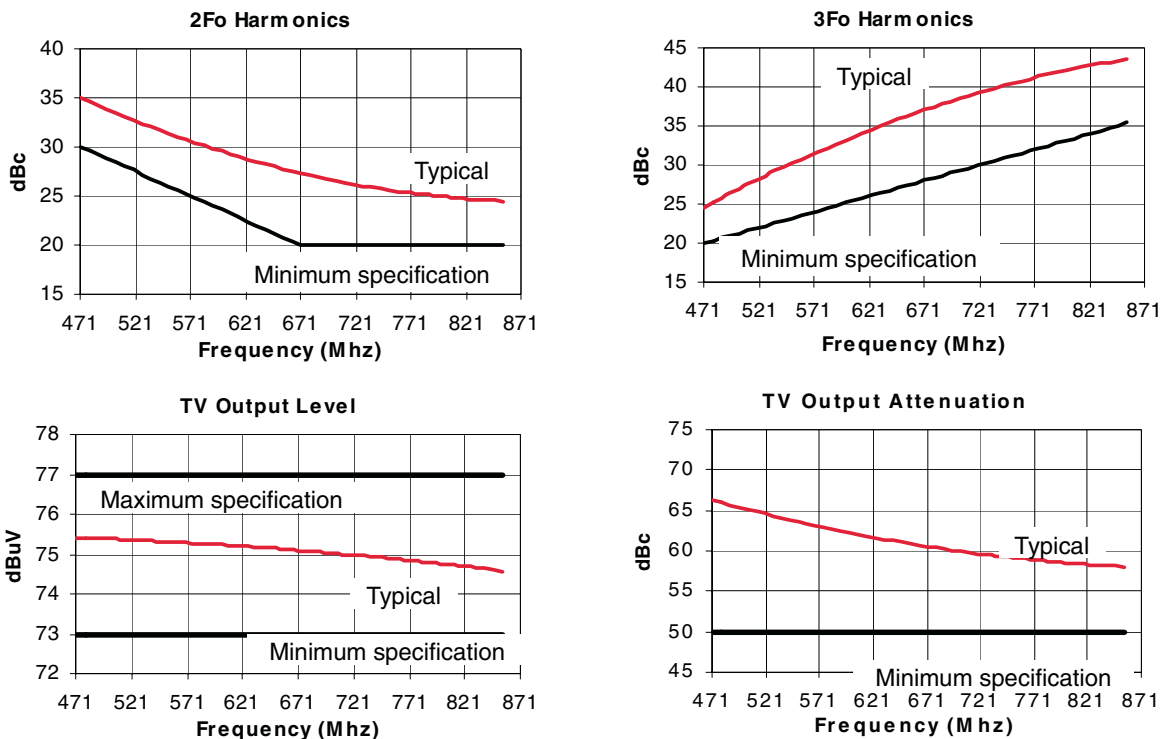 2Fo Harmonics
40
35
30
25
20
15
dBc
Typical
Minimum specification
471 521 571 621 671 721 771 821 871
Frequency (Mhz)
3Fo Harmonics
45
40
35
30
25
20
15
dBc
Typical
Minimum specification
471 521 571 621 671 721 771 821 871
Frequency (Mhz)
TV Output Level
78
77
76
75
74
73
72
dBuV
Maximum specification
Typical
Minimum specification
471 521 571 621 671 721 771 821 871
Frequency (Mhz)
TV Output Attenuation
75
70
65
60
55
50
45
dBc
Typical
Minimum specification
471 521 571 621 671 721 771 821 871
Frequency (Mhz)